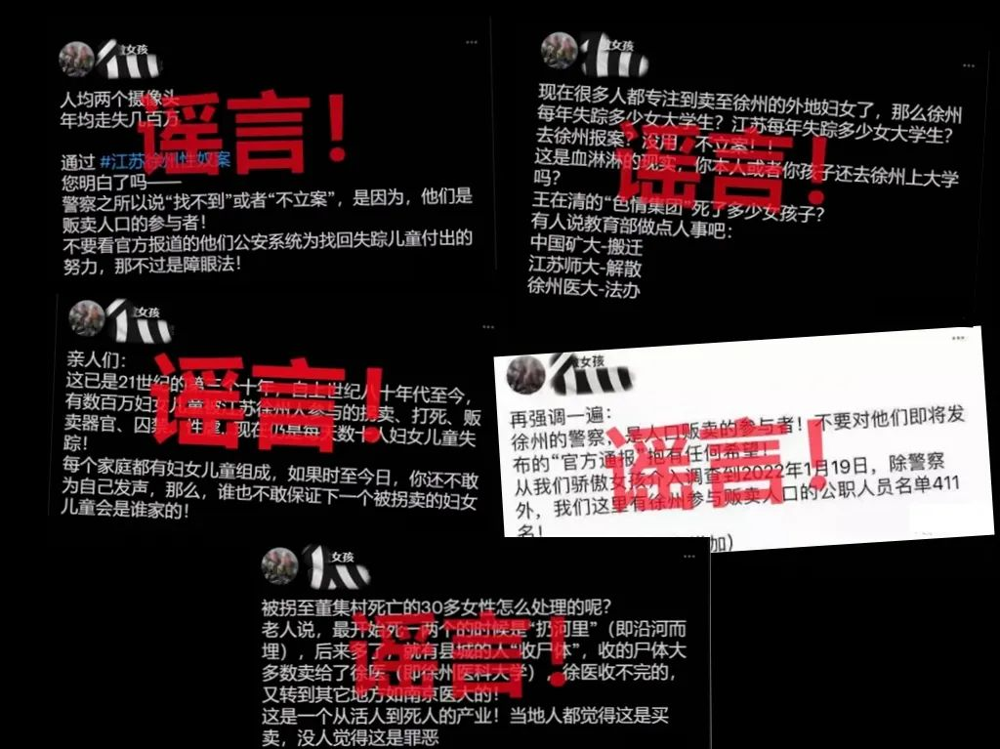 女孩
人均两个摄像头
年均走失几百万
通过 #江苏徐州性奴案
您明白了吗——
警察之所以说“找不到”或者“不立案”，是因为，他们是
贩卖人口的参与者！
不要看官方报道的他们公安系统为找回失踪儿童付出的
努力，那不过是障眼法！
谣言！
女孩
现在很多人都专注到卖至徐州的外地妇女了，那么徐州
每年失踪多少女大学生？江苏每年失踪多少女大学生？
去徐州报案？没用，不立案！！
这是血淋淋的现实，你本人或者你孩子还去徐州上大学
吗？
王在清的“色情集团”死了多少女孩子？
有人说教育部做点人事吧：
中国矿大-搬迁
江苏师大-解散
徐州医大-法办
谣言！
女孩
亲人们：
这已是21世纪的第三个十年，自上世纪八十年代至今，
有数百万妇女儿童被江苏徐州人参与的拐卖、打死、贩
卖器官、囚禁、性虐，现在仍是每天数十人妇女儿童失
踪！
每个家庭都有妇女儿童组成，如果时至今日，你还不敢
为自己发声，那么，谁也不敢保证下一个被拐卖的妇女
儿童会是谁家的！
谣言！
女孩
再强调一遍：
徐州的警察，是人口贩卖的参与者！不要对他们即将发
布的“官方通报”抱有任何希望！
从我们骄傲女孩介入调查到2022年1月19日，除警察
外，我们这里有徐州参与贩卖人口的公职人员名单411
名！
加）
谣言！
女孩
被拐至董集村死亡的30多女性怎么处理的呢？
老人说，最开始死一两个的时候是“扔河里”（即沿河而
埋），后来多了，就有县城的人“收尸体”，收的尸体大
多数卖给了徐医（即徐州医科大学），徐医收不完的，
又转到其它地方如南京医大的！
这是一个从活人到死人的产业！当地人都觉得这是买
卖，没人觉得这是罪恶
谣言！